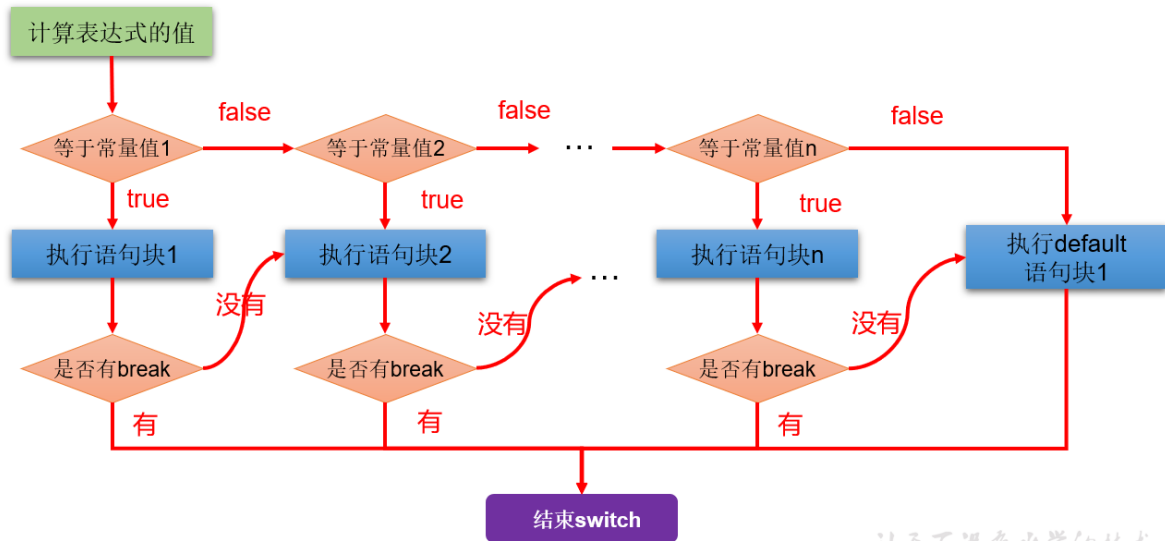 计算表达式的值
false
false
false
等于常量值1
等于常量值2
…
等于常量值n
true
true
true
执行语句块1
执行语句块2
…
执行语句块n
执行default
语句块1
没有
没有
没有
是否有break
是否有break
是否有break
有
有
有
结束switch